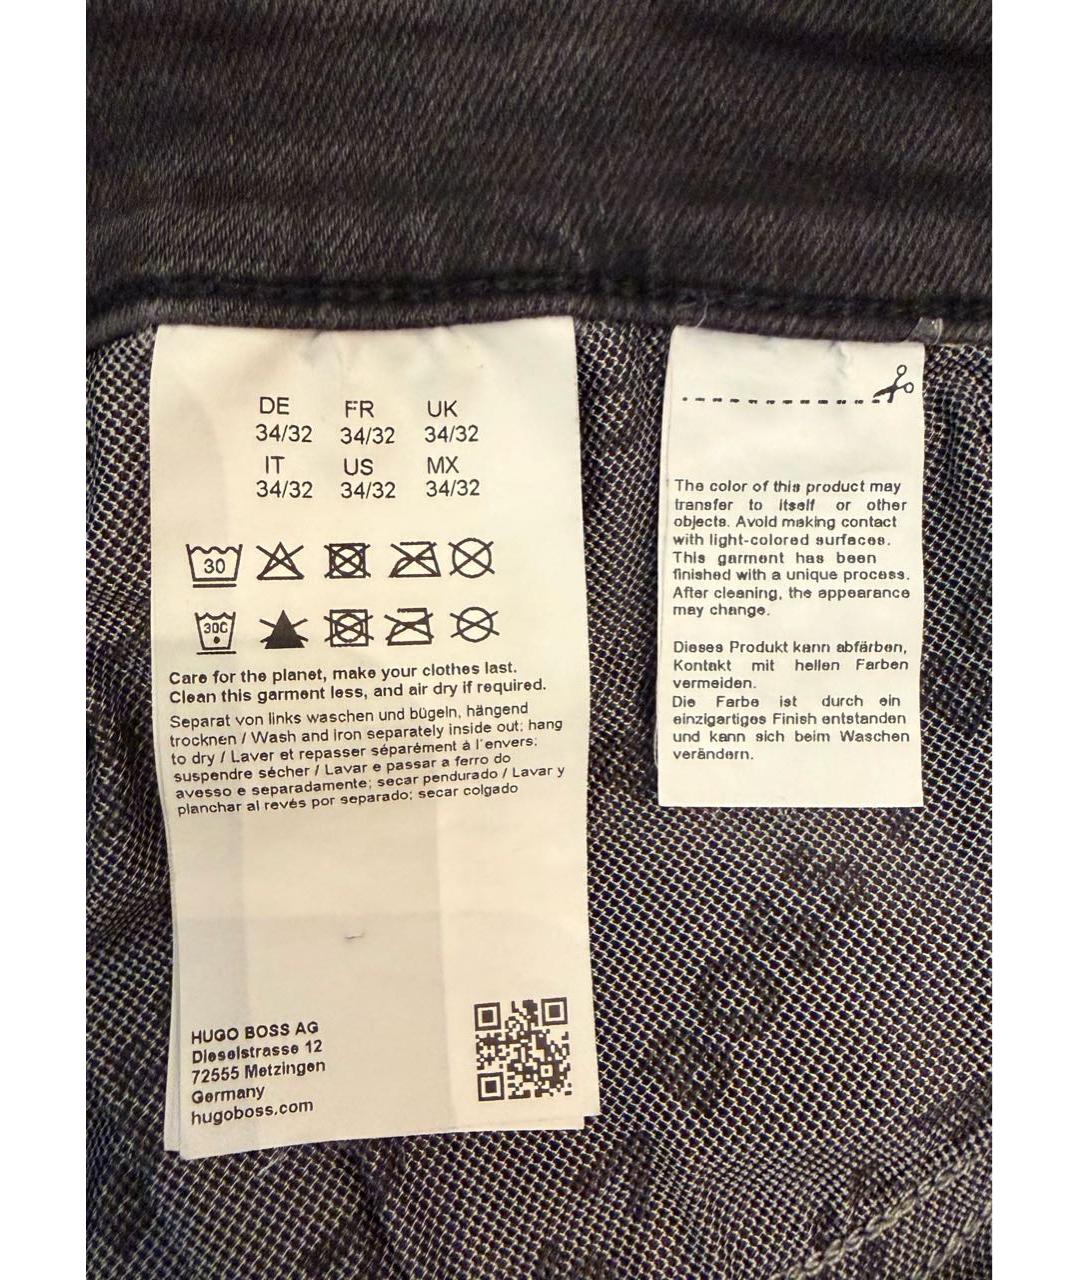 DE FR UK
34/32 34/32 34/32
IT US MX
34/32 34/32 34/32
30
30C
Care for the planet, make your clothes last.
Clean this garment less, and air dry if required.
Separat von links waschen und bügeln, hängend
trocknen / Wash and iron separately inside out; hang
to dry / Laver et repasser séparément à l'envers;
suspendre sécher / Lavar e passar a ferro do
avesso e separadamente; secar pendurado / Lavar y
planchar al revés por separado; secar colgado
HUGO BOSS AG
Dieselstrasse 12
72555 Metzingen
Germany
hugoboss.com
The color of this product may
transfer to itself or other
objects. Avoid making contact
with light-colored surfaces.
This garment has been
finished with a unique process.
After cleaning, the appearance
may change.
Dieses Produkt kann abfärben,
Kontakt mit hellen Farben
vermeiden.
Die Farbe ist durch ein
einzigartiges Finish entstanden
und kann sich beim Waschen
verändern.